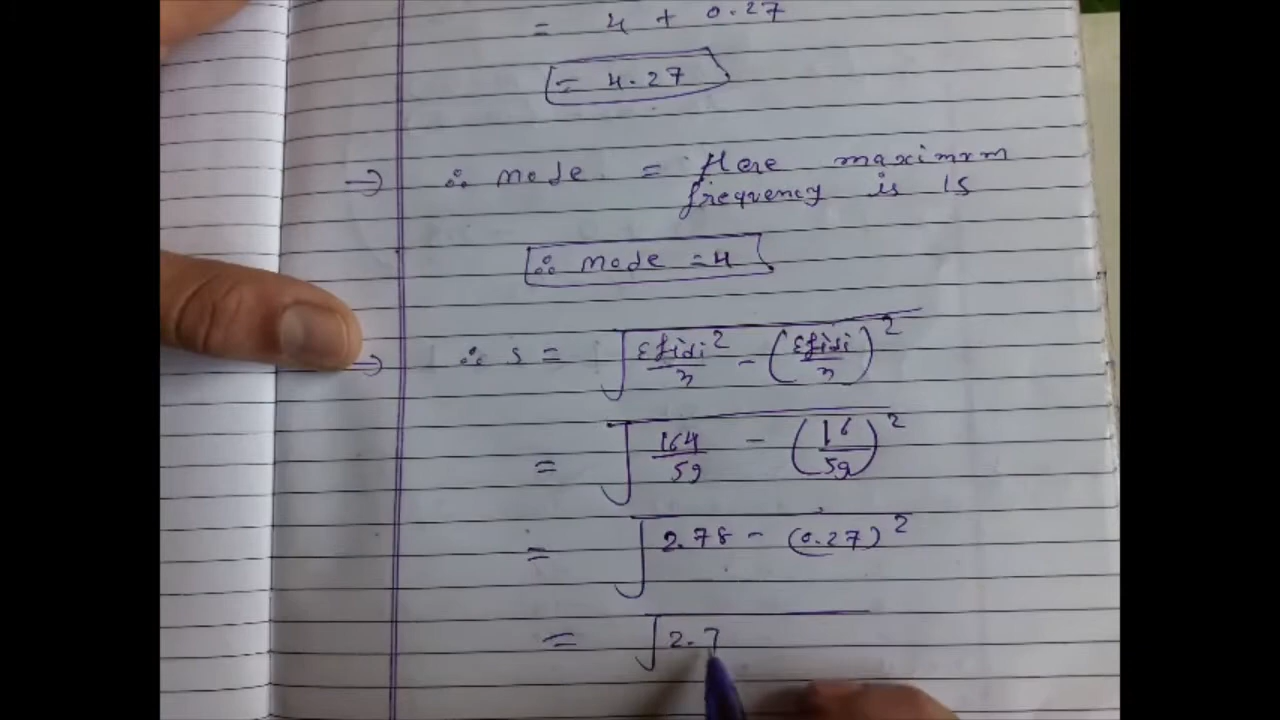 = 4 + 0.27
= 4.27
⇒ ∴ mode = Here maximum
frequency is 15
∴ mode = 4
⇒ ∴ s = √(Σfidi²/n - (Σfidi/n)²)
= √(164/59 - (16/59)²)
= √(2.78 - (0.27)²)
= √2.7